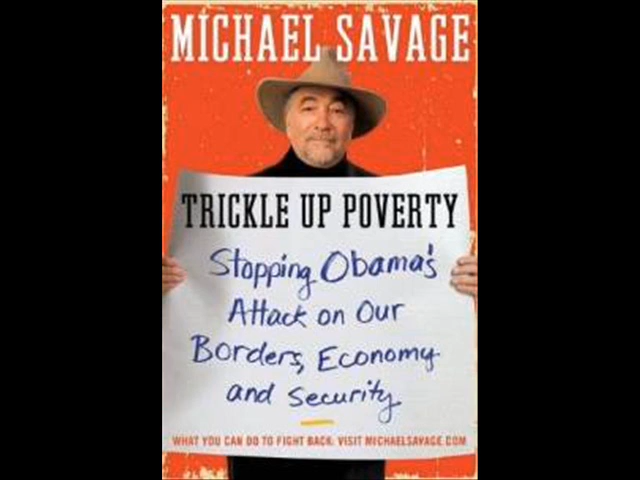 MICHAEL SAVAGE
TRICKLE UP POVERTY
Stopping Obama's
Attack on Our
Borders, Economy
and Security
WHAT YOU CAN DO TO FIGHT BACK: VISIT MICHAELSAVAGE.COM